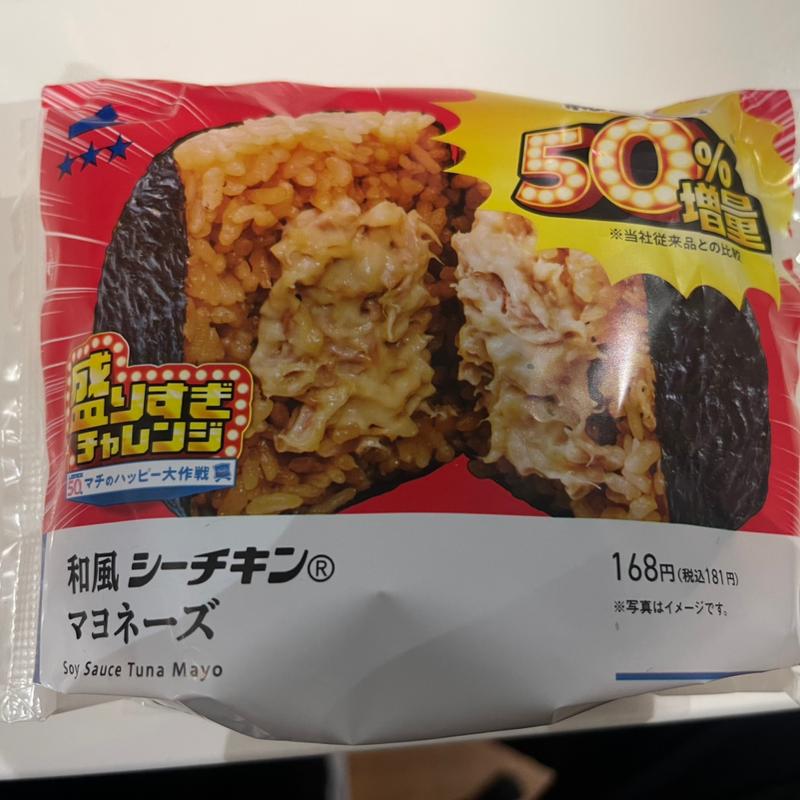 50%
増量
※当社従来品との比較
盛りすぎ
チャレンジ
50th マチのハッピー大作戦
和風 シーチキン®
マヨネーズ
Soy Sauce Tuna Mayo
168円(税込181円)
※写真はイメージです。